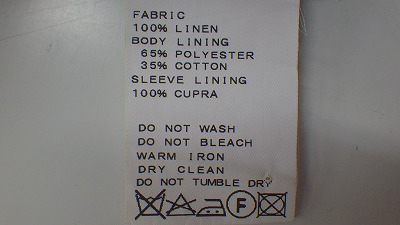 FABRIC
100% LINEN
BODY LINING
65% POLYESTER
35% COTTON
SLEEVE LINING
100% CUPRA
DO NOT WASH
DO NOT BLEACH
WARM IRON
DRY CLEAN
DO NOT TUMBLE DRY
F